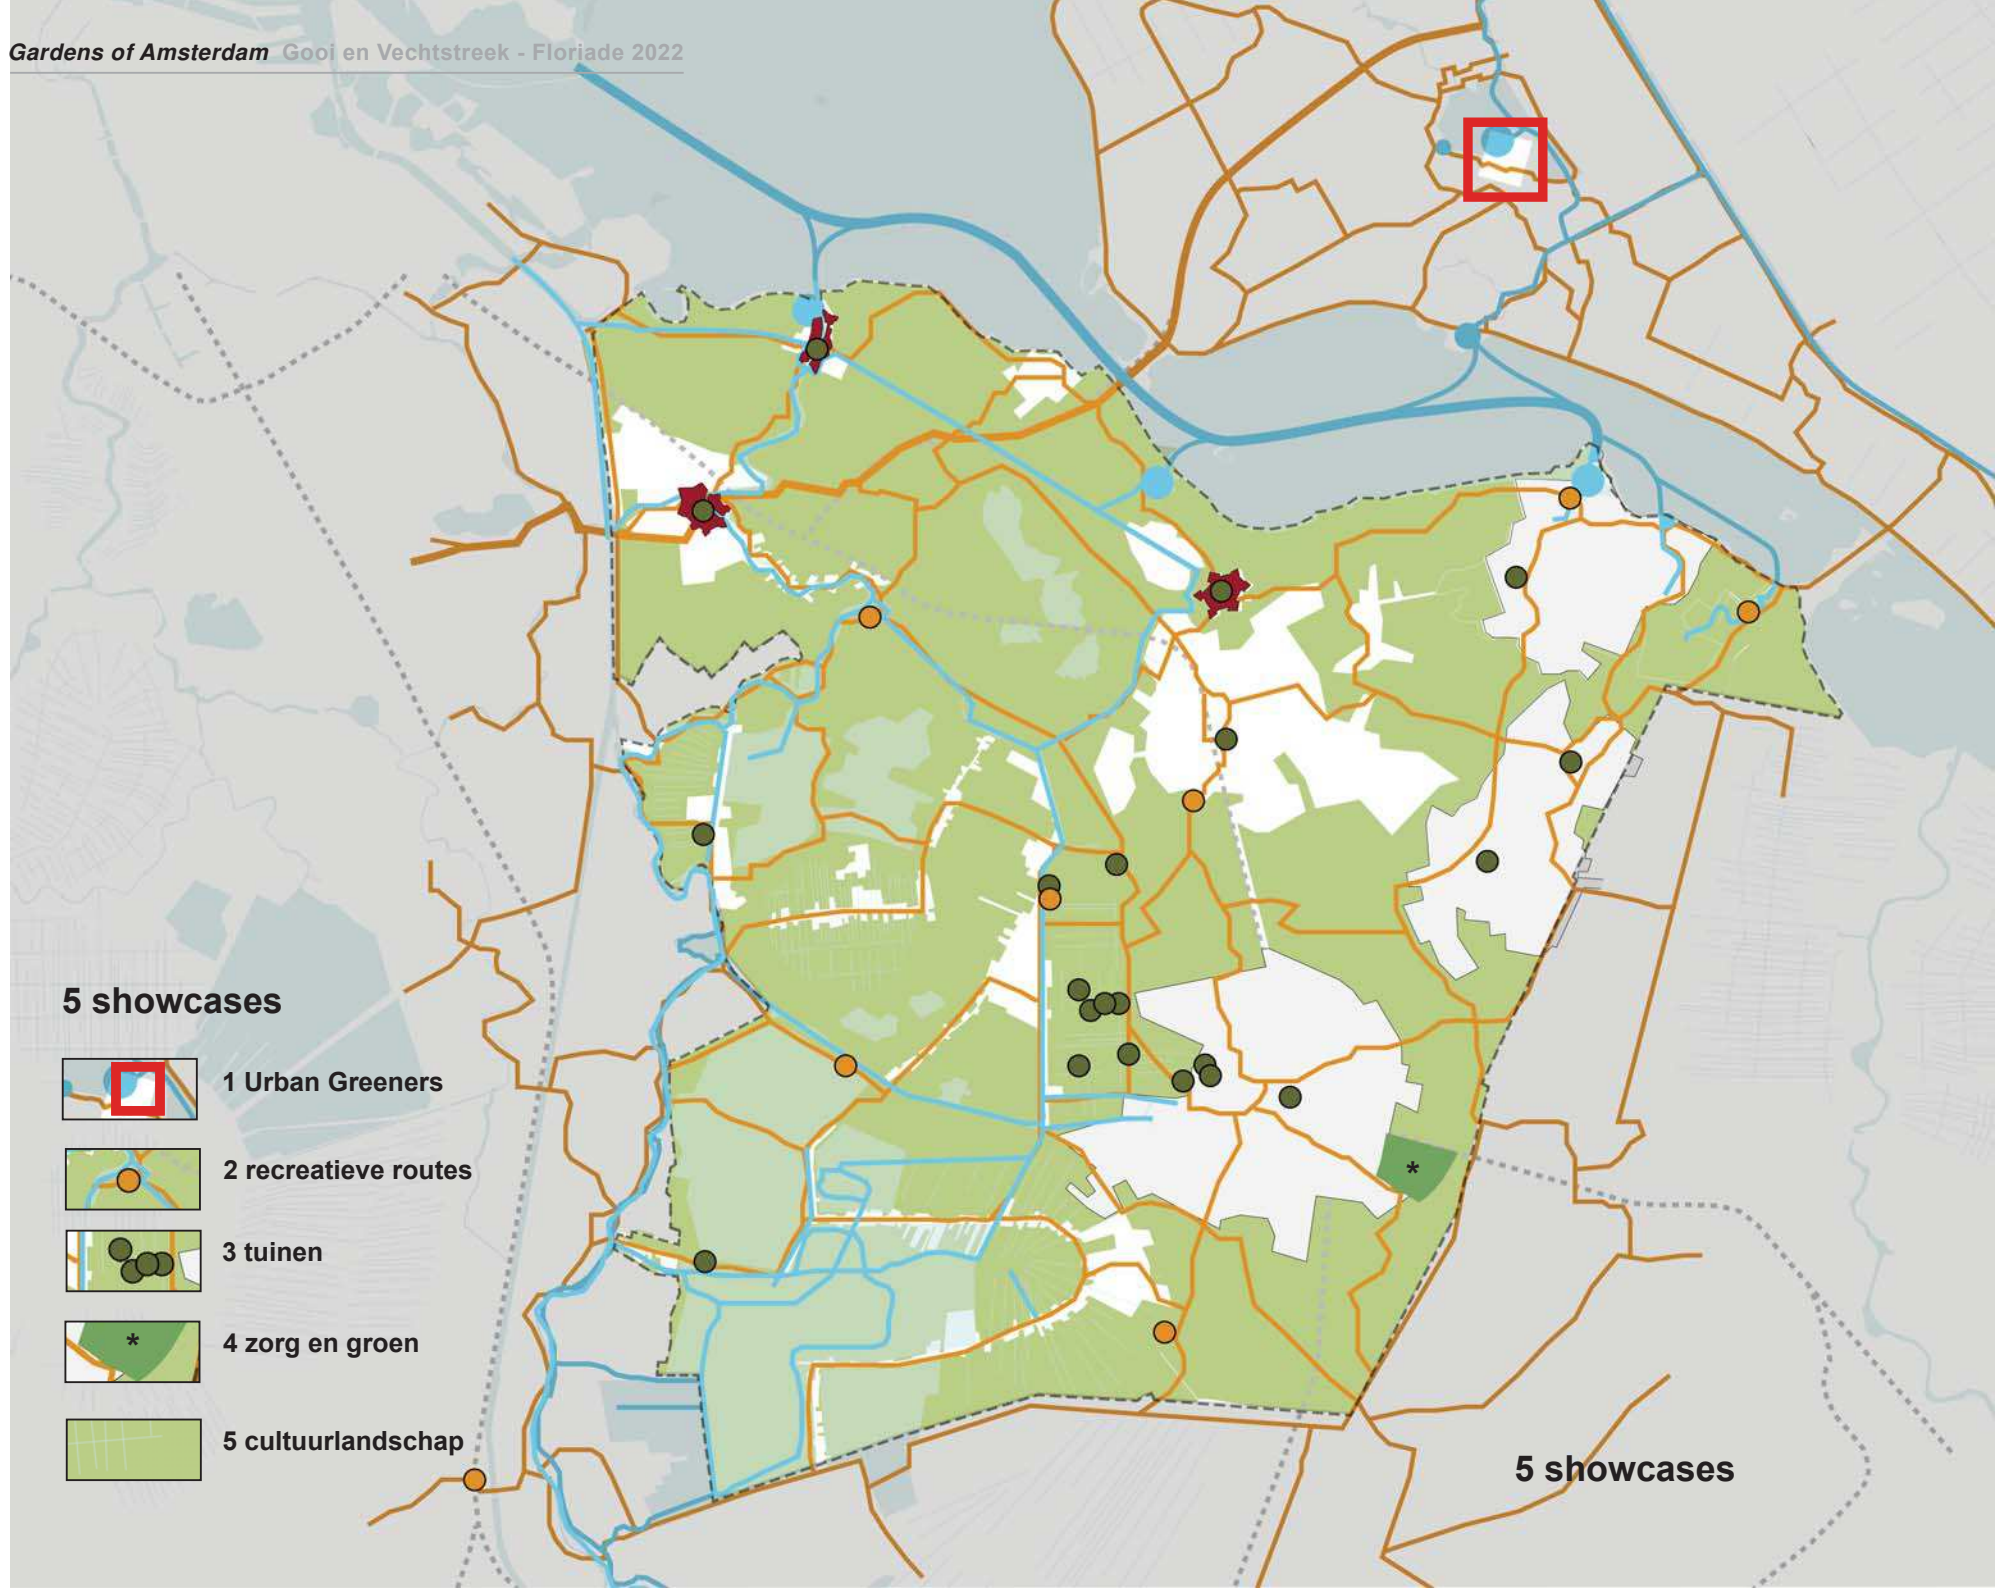 Gardens of Amsterdam Gooi en Vechtstreek - Floriade 2022
5 showcases
1 Urban Greeners
2 recreatieve routes
3 tuinen
*
4 zorg en groen
5 cultuurlandschap
*
5 showcases